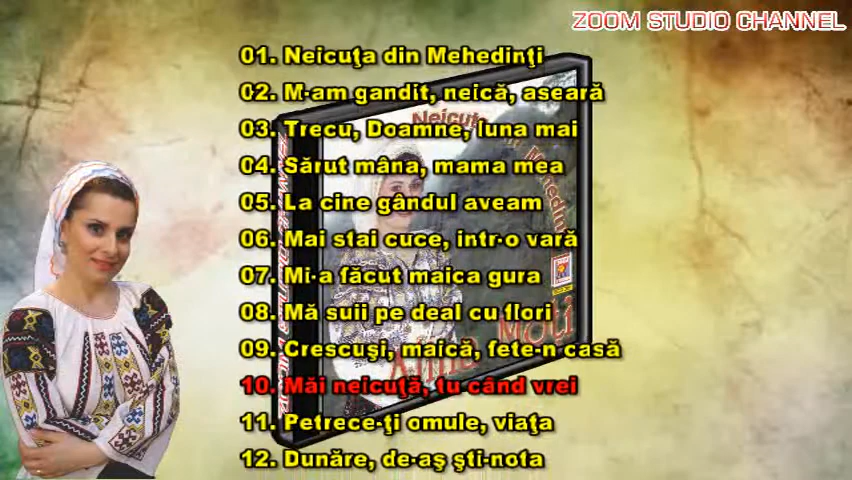 ZOOM STUDIO CHANNEL
01. Neicuţa din Mehedinţi
02. M-am gandit, neică, aseară
03. Trecu, Doamne, luna mai
04. Sărut mâna, mama mea
05. La cine gândul aveam
06. Mai stai cuce, intr-o vară
07. Mi-a făcut maica gura
08. Mă suii pe deal cu flori
09. Crescuşi, maică, fete-n casă
10. Măi neicuţă, tu când vrei
11. Petrece-ţi omule, viaţa
12. Dunăre, de-aş şti-nota